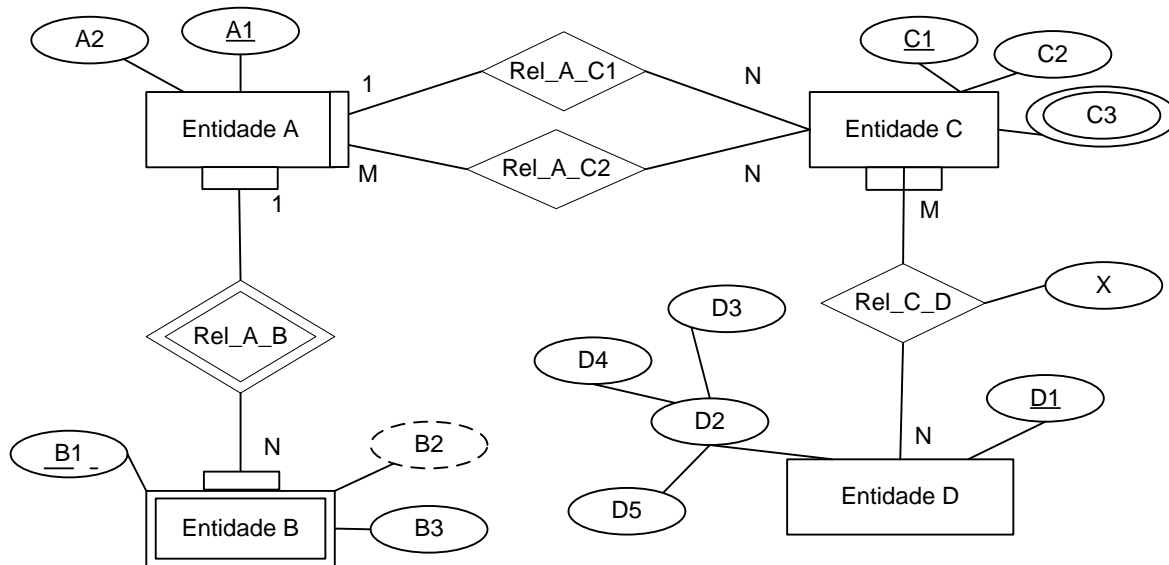 A2
A1
C1
C2
C3
Entidade A
1
Rel_A_C1
N
Entidade C
M
Rel_A_C2
N
1
M
Rel_A_B
Rel_C_D
X
D3
D4
D2
D1
N
B1
B2
N
D5
Entidade B
B3
Entidade D